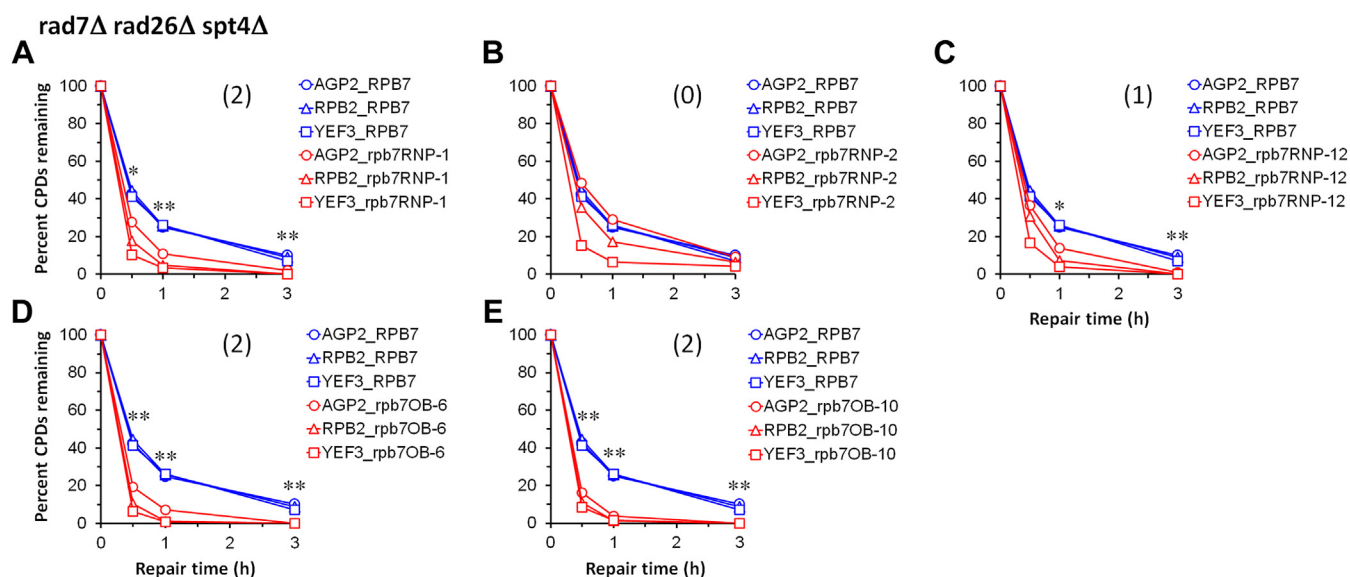 rad7Δ rad26Δ spt4Δ
A
Percent CPDs remaining
100
80
60
40
20
0
0
1
2
3
(2)
*
**
**
AGP2_RPB7
RPB2_RPB7
YEF3_RPB7
AGP2_rpb7RNP-1
RPB2_rpb7RNP-1
YEF3_rpb7RNP-1
B
100
80
60
40
20
0
0
1
2
3
(0)
AGP2_RPB7
RPB2_RPB7
YEF3_RPB7
AGP2_rpb7RNP-2
RPB2_rpb7RNP-2
YEF3_rpb7RNP-2
C
100
80
60
40
20
0
0
1
2
3
Repair time (h)
(1)
*
**
AGP2_RPB7
RPB2_RPB7
YEF3_RPB7
AGP2_rpb7RNP-12
RPB2_rpb7RNP-12
YEF3_rpb7RNP-12
D
Percent CPDs remaining
100
80
60
40
20
0
0
1
2
3
Repair time (h)
(2)
**
**
**
AGP2_RPB7
RPB2_RPB7
YEF3_RPB7
AGP2_rpb7OB-6
RPB2_rpb7OB-6
YEF3_rpb7OB-6
E
100
80
60
40
20
0
0
1
2
3
Repair time (h)
(2)
**
**
**
AGP2_RPB7
RPB2_RPB7
YEF3_RPB7
AGP2_rpb7OB-10
RPB2_rpb7OB-10
YEF3_rpb7OB-10